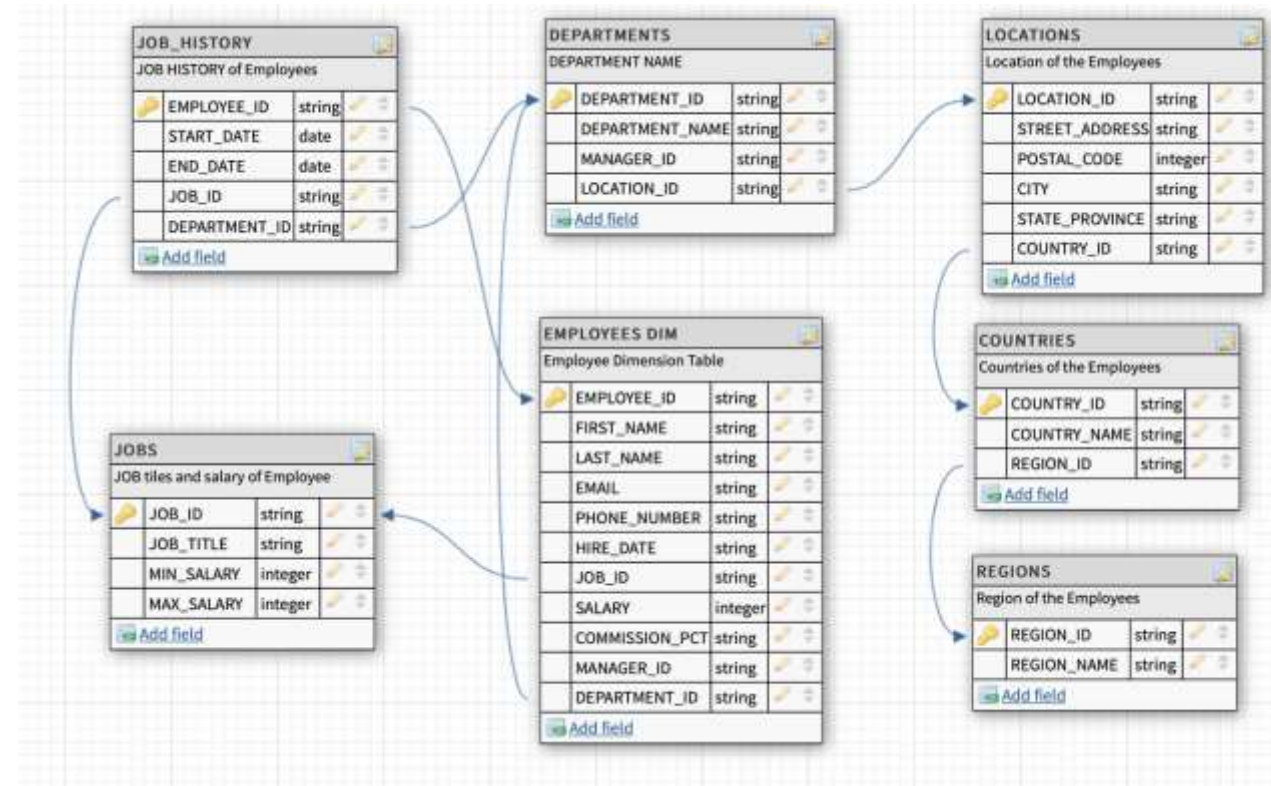 JOB_HISTORY
JOB HISTORY of Employees
EMPLOYEE_ID string
START_DATE date
END_DATE date
JOB_ID string
DEPARTMENT_ID string
Add field
DEPARTMENTS
DEPARTMENT NAME
DEPARTMENT_ID string
DEPARTMENT_NAME string
MANAGER_ID string
LOCATION_ID string
Add field
LOCATIONS
Location of the Employees
LOCATION_ID string
STREET_ADDRESS string
POSTAL_CODE integer
CITY string
STATE_PROVINCE string
COUNTRY_ID string
Add field
JOBS
JOB tiles and salary of Employee
JOB_ID string
JOB_TITLE string
MIN_SALARY integer
MAX_SALARY integer
Add field
EMPLOYEES DIM
Employee Dimension Table
EMPLOYEE_ID string
FIRST_NAME string
LAST_NAME string
EMAIL string
PHONE_NUMBER string
HIRE_DATE string
JOB_ID string
SALARY integer
COMMISSION_PCT string
MANAGER_ID string
DEPARTMENT_ID string
Add field
COUNTRIES
Countries of the Employees
COUNTRY_ID string
COUNTRY_NAME string
REGION_ID string
Add field
REGIONS
Region of the Employees
REGION_ID string
REGION_NAME string
Add field